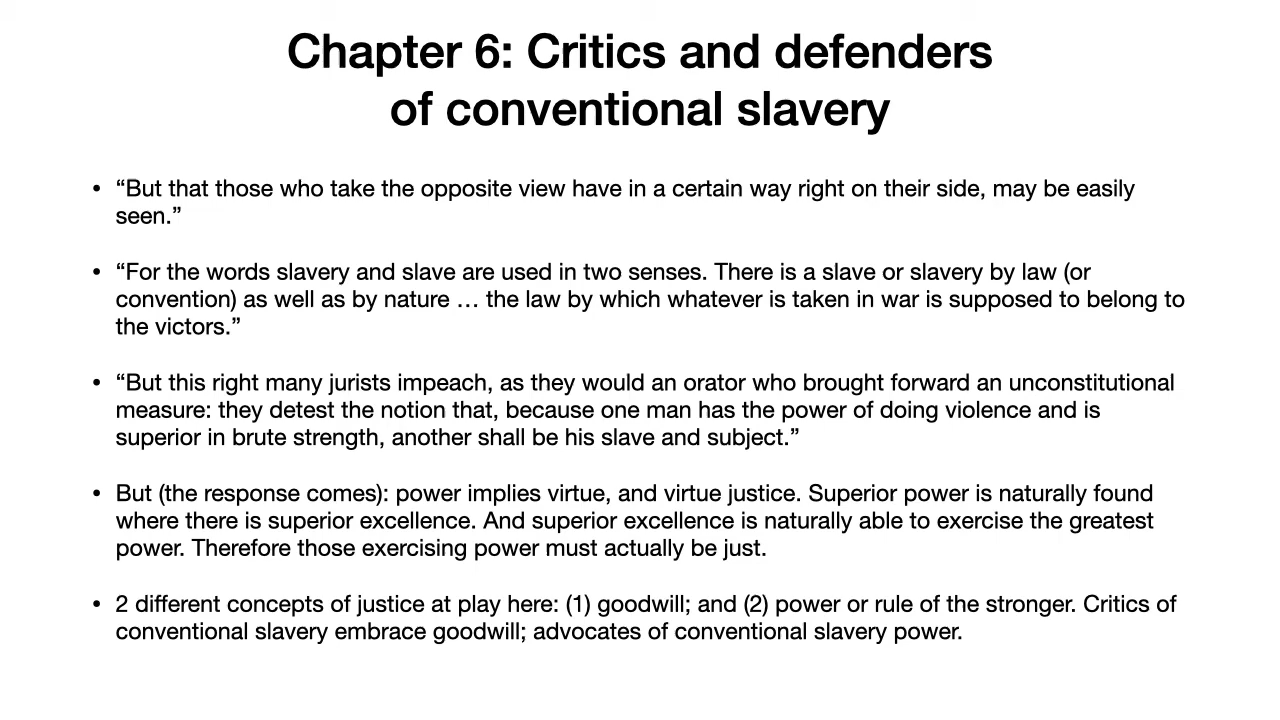 Chapter 6: Critics and defenders
of conventional slavery
• “But that those who take the opposite view have in a certain way right on their side, may be easily
seen.”
• “For the words slavery and slave are used in two senses. There is a slave or slavery by law (or
convention) as well as by nature … the law by which whatever is taken in war is supposed to belong to
the victors.”
• “But this right many jurists impeach, as they would an orator who brought forward an unconstitutional
measure: they detest the notion that, because one man has the power of doing violence and is
superior in brute strength, another shall be his slave and subject.”
• But (the response comes): power implies virtue, and virtue justice. Superior power is naturally found
where there is superior excellence. And superior excellence is naturally able to exercise the greatest
power. Therefore those exercising power must actually be just.
• 2 different concepts of justice at play here: (1) goodwill; and (2) power or rule of the stronger. Critics of
conventional slavery embrace goodwill; advocates of conventional slavery power.